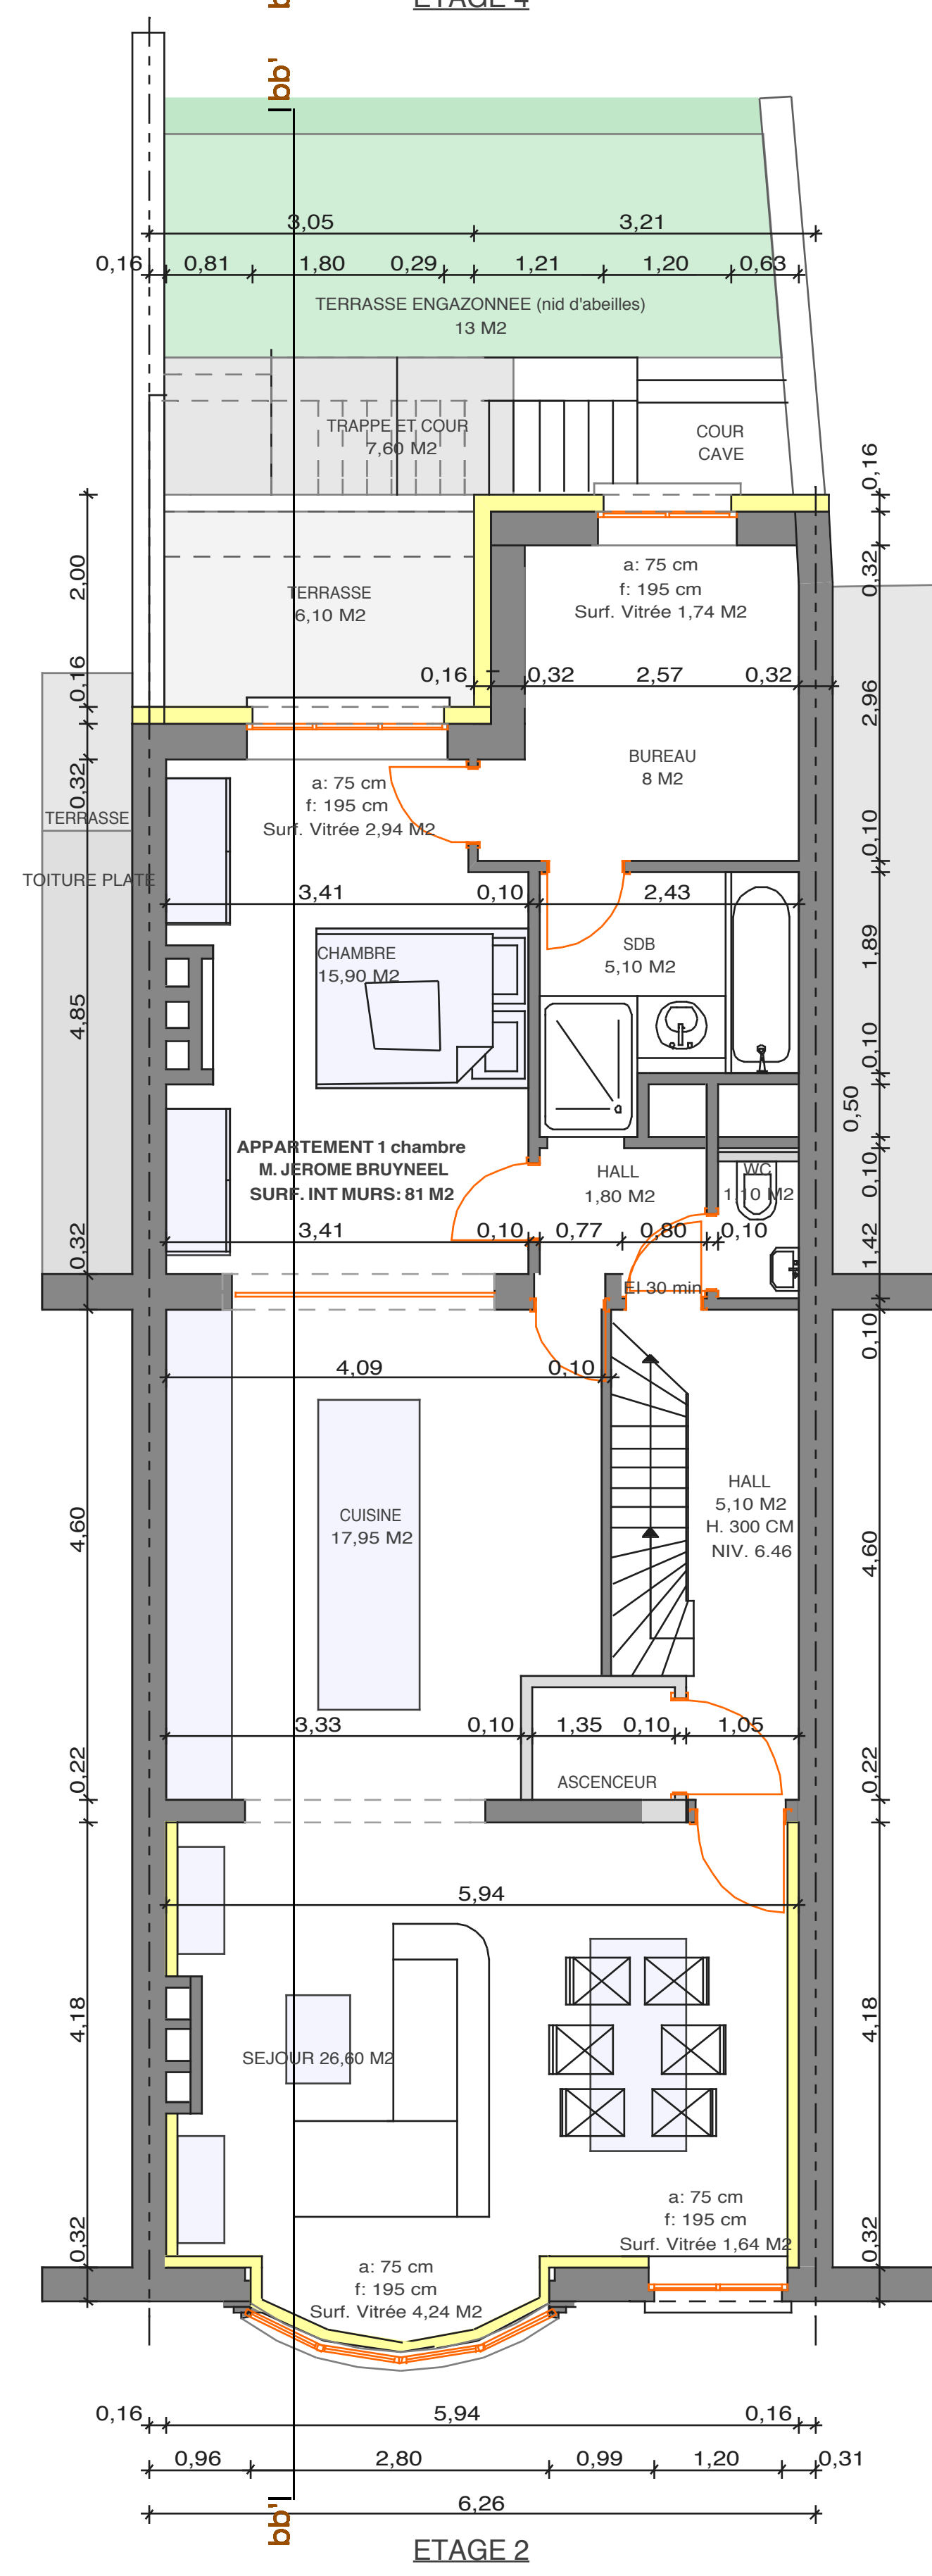 ETAGE 4
bb'
3,05
3,21
0,16
0,81
1,80
0,29
1,21
1,20
0,63
TERRASSE ENGAZONNEE (nid d'abeilles)
13 M2
TRAPPE ET COUR
7,60 M2
COUR
CAVE
0,16
2,00
0,32
a: 75 cm
f: 195 cm
Surf. Vitrée 1,74 M2
TERRASSE
6,10 M2
0,16
0,16
0,32
2,57
0,32
2,96
BUREAU
8 M2
0,32
a: 75 cm
f: 195 cm
Surf. Vitrée 2,94 M2
TERRASSE
0,10
TOITURE PLATE
3,41
0,10
2,43
CHAMBRE
15,90 M2
SDB
5,10 M2
1,89
4,85
0,10
0,50
APPARTEMENT 1 chambre
M. JEROME BRUYNEEL
SURF. INT MURS: 81 M2
HALL
1,80 M2
WC
1,10 M2
0,10
3,41
0,10
0,77
0,80
0,10
0,32
1,42
EI 30 min
0,10
4,09
0,10
HALL
5,10 M2
H. 300 CM
NIV. 6.46
CUISINE
17,95 M2
4,60
4,60
3,33
0,10
1,35
0,10
1,05
0,22
0,22
ASCENCEUR
5,94
4,18
4,18
SEJOUR 26,60 M2
a: 75 cm
f: 195 cm
Surf. Vitrée 1,64 M2
0,32
0,32
a: 75 cm
f: 195 cm
Surf. Vitrée 4,24 M2
0,16
5,94
0,16
0,96
2,80
0,99
1,20
0,31
6,26
bb'
ETAGE 2